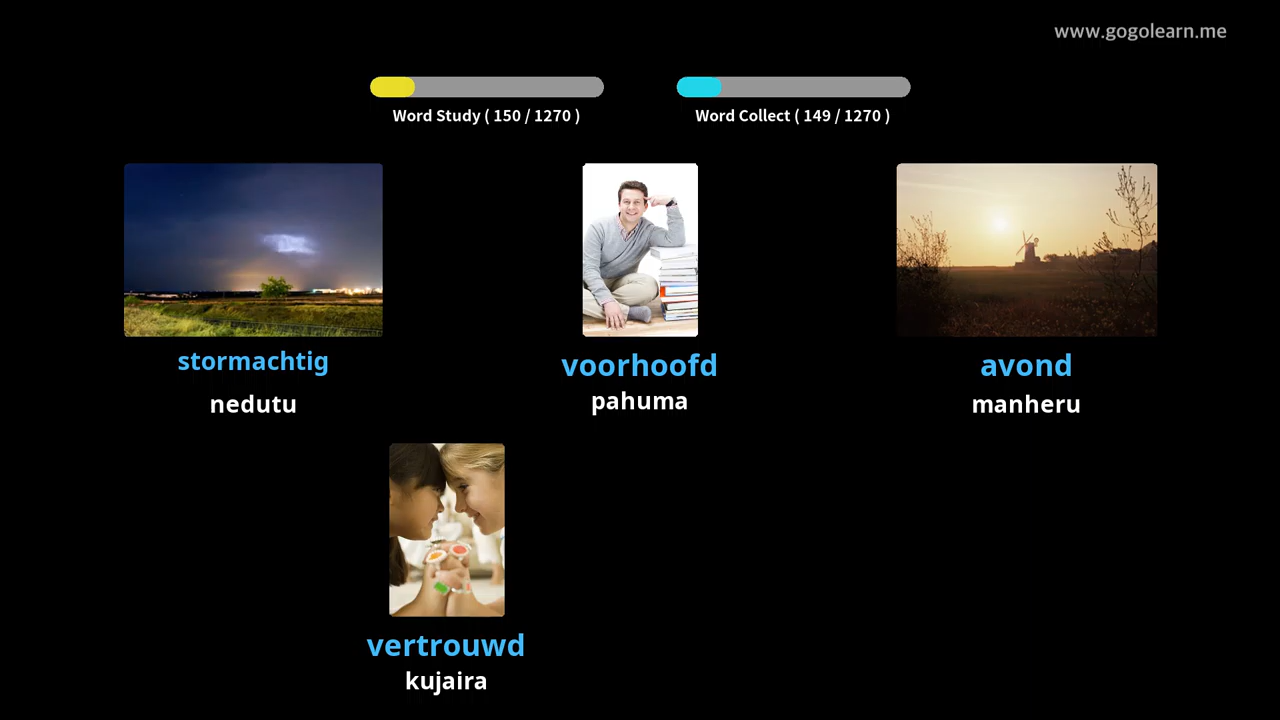 www.gogolearn.me
Word Study ( 150 / 1270 )
Word Collect ( 149 / 1270 )
stormachtig
nedutu
voorhoofd
pahuma
avond
manheru
vertrouwd
kujaira